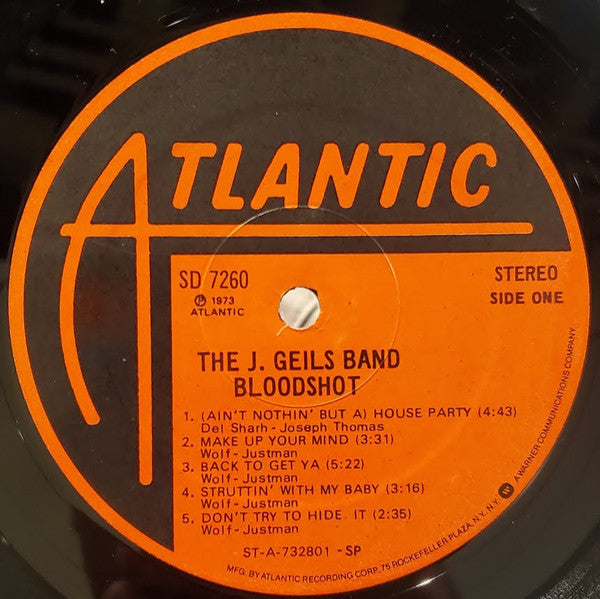 ATLANTIC
SD 7260
℗ 1973
ATLANTIC
STEREO
SIDE ONE
THE J. GEILS BAND
BLOODSHOT
1. (AIN'T NOTHIN' BUT A) HOUSE PARTY (4:43)
Del Sharh - Joseph Thomas
2. MAKE UP YOUR MIND (3:31)
Wolf - Justman
3. BACK TO GET YA (5:22)
Wolf - Justman
4. STRUTTIN' WITH MY BABY (3:16)
Wolf - Justman
5. DON'T TRY TO HIDE. IT (2:35)
Wolf - Justman
ST-A-732801 -SP
MFG. BY ATLANTIC RECORDING CORP. 75 ROCKEFELLER PLAZA, N.Y. N.Y. A WARNER COMMUNICATIONS COMPANY